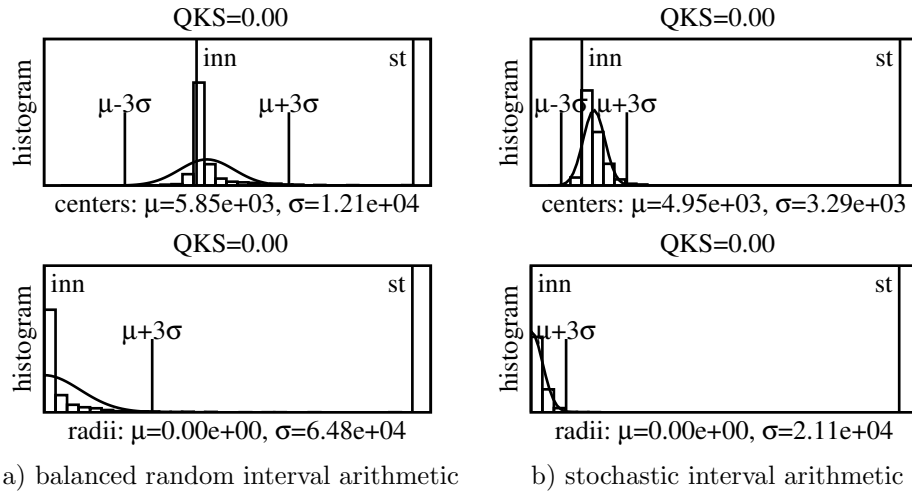 QKS=0.00
inn
st
μ-3σ
μ+3σ
histogram
centers: μ=5.85e+03, σ=1.21e+04
QKS=0.00
inn
st
μ-3σ
μ+3σ
histogram
centers: μ=4.95e+03, σ=3.29e+03
QKS=0.00
inn
st
μ+3σ
histogram
radii: μ=0.00e+00, σ=6.48e+04
QKS=0.00
inn
st
μ+3σ
histogram
radii: μ=0.00e+00, σ=2.11e+04
a) balanced random interval arithmetic
b) stochastic interval arithmetic